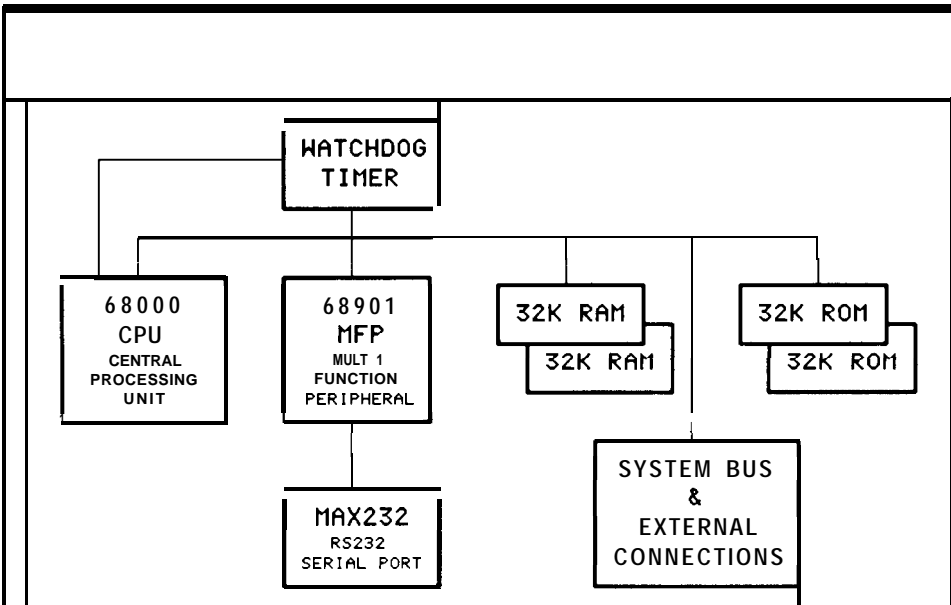 WATCHDOG
TIMER
68000
CPU
CENTRAL
PROCESSING
UNIT
68901
MFP
MULT 1
FUNCTION
PERIPHERAL
32K RAM
32K RAM
32K ROM
32K ROM
MAX232
RS232
SERIAL PORT
SYSTEM BUS
&
EXTERNAL
CONNECTIONS